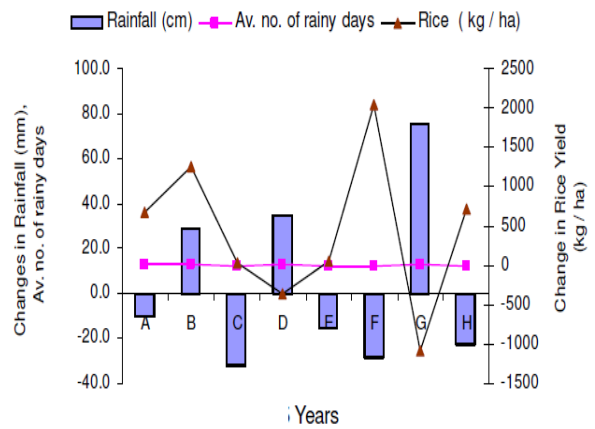 Rainfall (cm) Av. no. of rainy days Rice ( kg / ha)
Changes in Rainfall (mm),
Av. no. of rainy days
100.0
80.0
60.0
40.0
20.0
0.0
-20.0
-40.0
A B C D E F G H
2500
2000
1500
1000
500
0
-500
-1000
-1500
Change in Rice Yield
(kg / ha)
Years